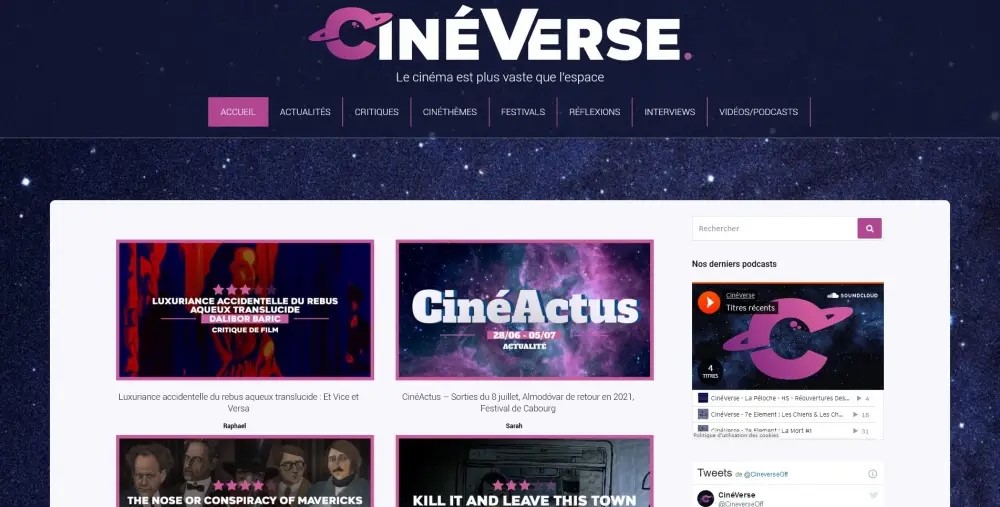 CINÉVERSE.
Le cinéma est plus vaste que l'espace
ACCUEIL
ACTUALITÉS
CRITIQUES
CINÉTHÈMES
FESTIVALS
RÉFLEXIONS
INTERVIEWS
VIDÉOS/PODCASTS
LUXURIANCE ACCIDENTELLE DU REBUS
AQUEUX TRANSLUCIDE
DALIBOR BARIC
CRITIQUE DE FILM
Luxuriance accidentelle du rebus aqueux translucide : Et Vice et
Versa
Raphael
CinéActus
28/06 - 05/07
ACTUALITÉ
CinéActus – Sorties du 8 juillet, Almodóvar de retour en 2021,
Festival de Cabourg
Sarah
THE NOSE OR CONSPIRACY OF MAVERICKS
KILL IT AND LEAVE THIS TOWN
Rechercher
Nos derniers podcasts
CinéVerse
Titres récents
SOUNDCLOUD
4
TITRES
CinéVerse - La Péloche - HS - Réouvertures Des... 4
CinéVerse - 7e Element : Les Chiens & Les Ch... 16
CinéVerse - 7e Element : La Mort #1 31
Politique d'utilisation des cookies
Tweets de @CineverseOff
CinéVerse
@CineverseOff